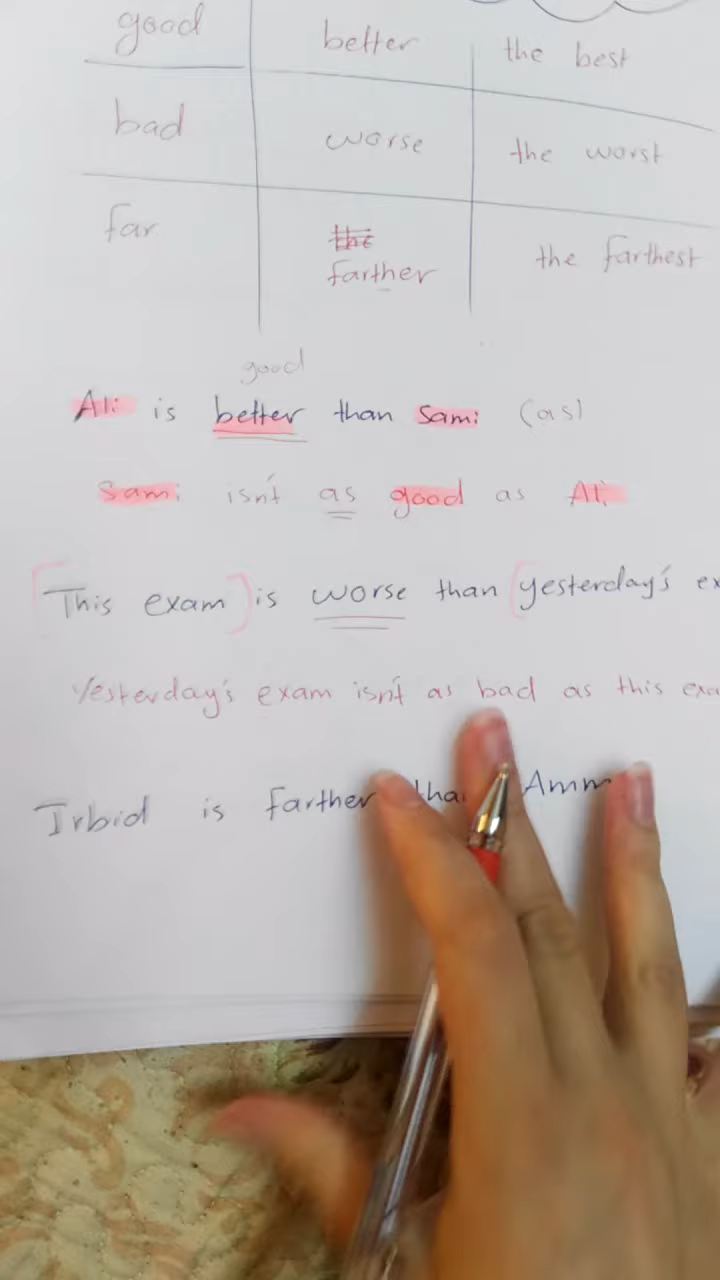 good better the best
bad worse the worst
far farther the farthest
good
Ali is better than Sami (as)
Sami isn't as good as Ali
This exam is worse than yesterday's
Yesterday's exam isn't as bad as this
Irbid is farther